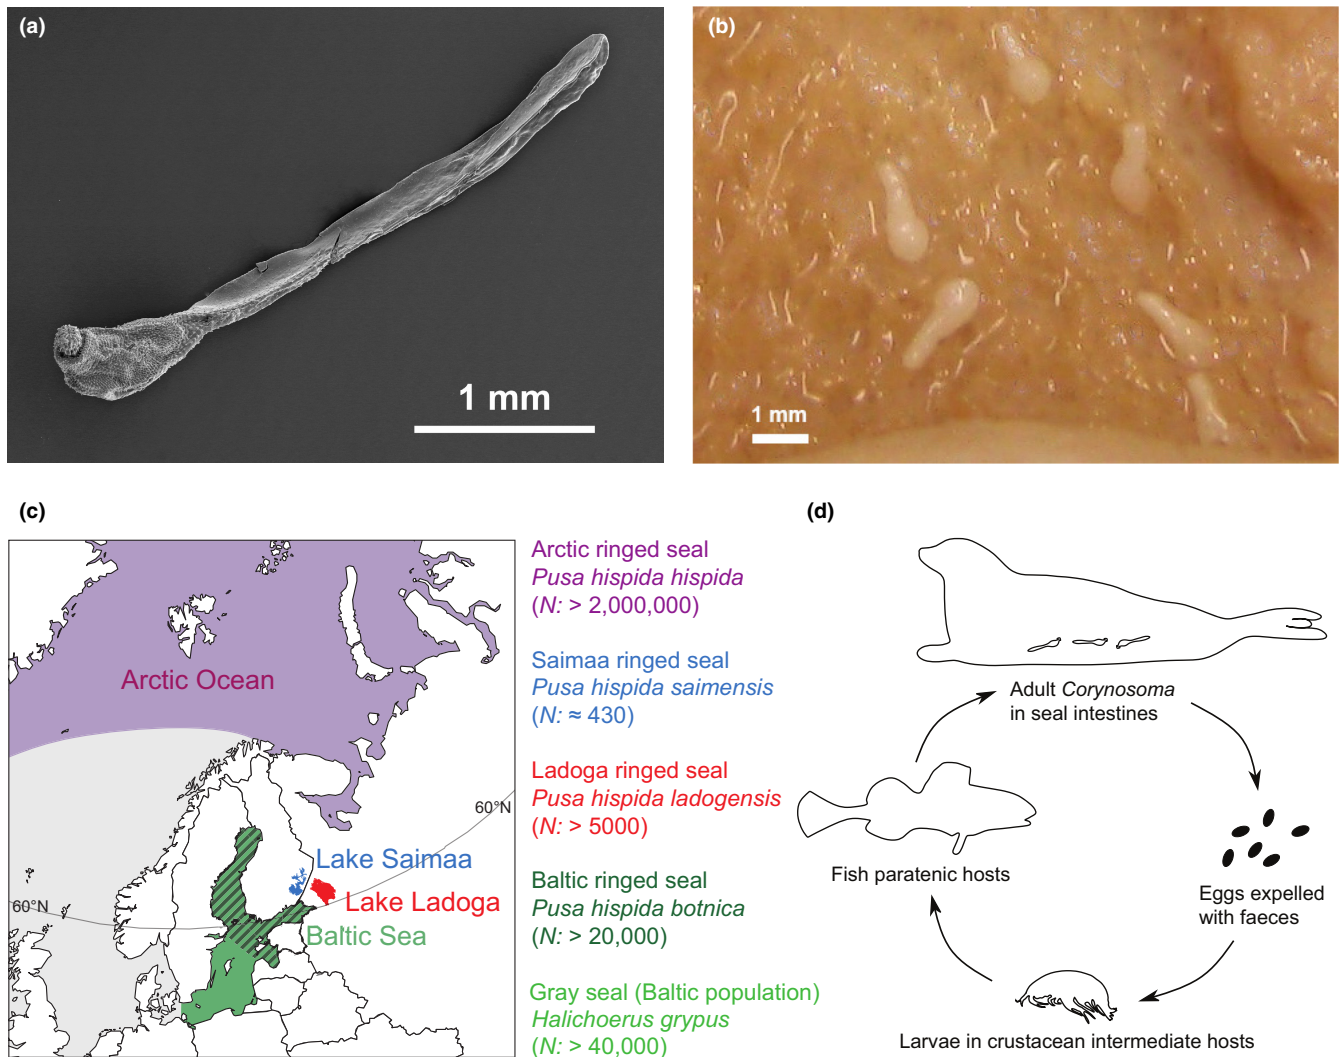 (a)
1 mm
(b)
1 mm
(c)
Arctic Ocean
60°N
Lake Saimaa
Lake Ladoga
60°N
Baltic Sea
Arctic ringed seal
Pusa hispida hispida
(N: > 2,000,000)
Saimaa ringed seal
Pusa hispida saimensis
(N: ≈ 430)
Ladoga ringed seal
Pusa hispida ladogensis
(N: > 5000)
Baltic ringed seal
Pusa hispida botnica
(N: > 20,000)
Gray seal (Baltic population)
Halichoerus grypus
(N: > 40,000)
(d)
Adult Corynosoma
in seal intestines
Eggs expelled
with faeces
Larvae in crustacean intermediate hosts
Fish paratenic hosts